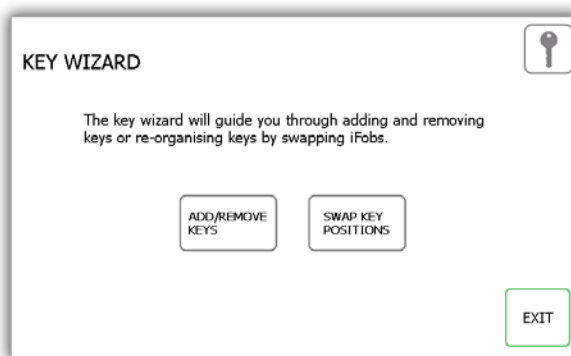 KEY WIZARD
The key wizard will guide you through adding and removing
keys or re-organising keys by swapping iFobs.
ADD/REMOVE
KEYS
SWAP KEY
POSITIONS
EXIT